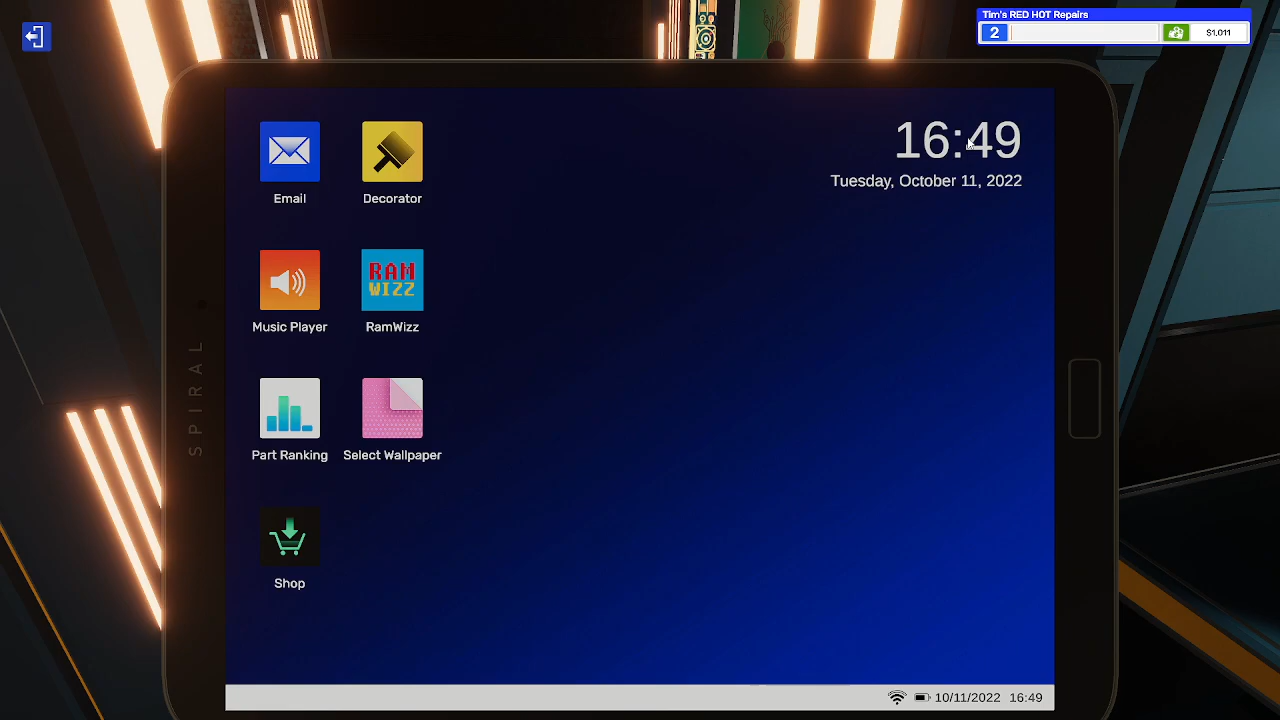 Tim's RED HOT Repairs
2
$1,011
16:49
Tuesday, October 11, 2022
Email
Decorator
RAM
WIZZ
Music Player
RamWizz
Part Ranking
Select Wallpaper
Shop
SPIRAL
10/11/2022 16:49